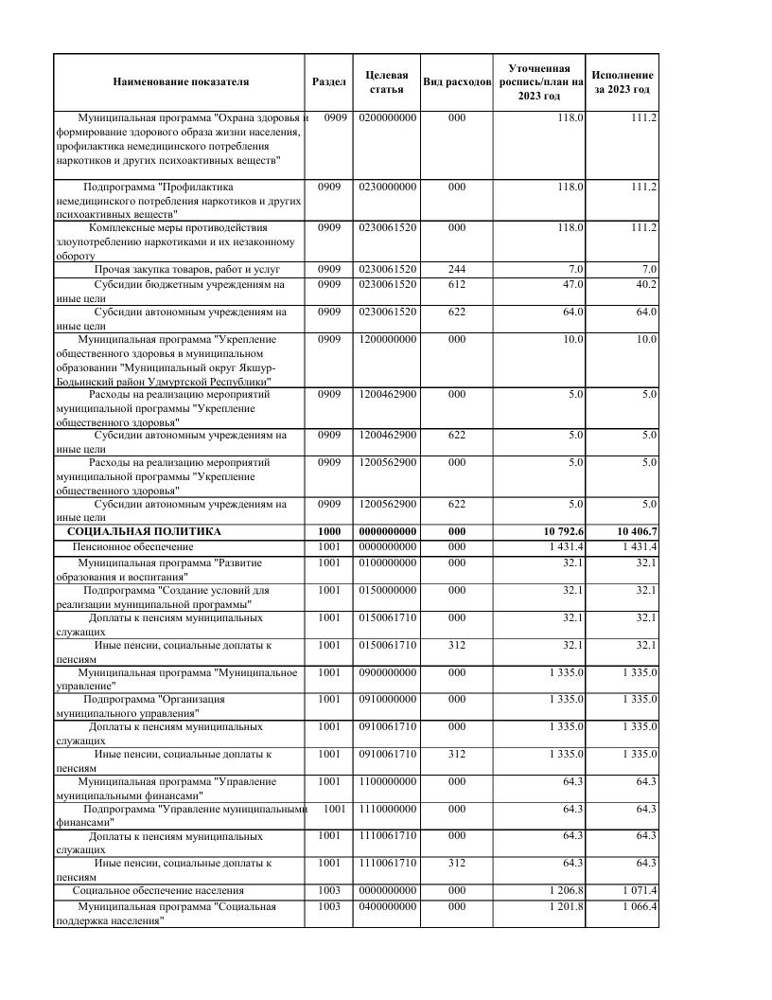 Наименование показателя Раздел Целевая статья Вид расходов Уточненная роспись/план на 2023 год Исполнение за 2023 год
Муниципальная программа "Охрана здоровья и 0909 0200000000 000 118.0 111.2
формирование здорового образа жизни населения,
профилактика немедицинского потребления
наркотиков и других психоактивных веществ"
Подпрограмма "Профилактика 0909 0230000000 000 118.0 111.2
немедицинского потребления наркотиков и других
психоактивных веществ"
Комплексные меры противодействия 0909 0230061520 000 118.0 111.2
злоупотреблению наркотиками и их незаконному
обороту
Прочая закупка товаров, работ и услуг 0909 0230061520 244 7.0 7.0
Субсидии бюджетным учреждениям на 0909 0230061520 612 47.0 40.2
иные цели
Субсидии автономным учреждениям на 0909 0230061520 622 64.0 64.0
иные цели
Муниципальная программа "Укрепление 0909 1200000000 000 10.0 10.0
общественного здоровья в муниципальном
образовании "Муниципальный округ Якшур-
Бодьинский район Удмуртской Республики"
Расходы на реализацию мероприятий 0909 1200462900 000 5.0 5.0
муниципальной программы "Укрепление
общественного здоровья"
Субсидии автономным учреждениям на 0909 1200462900 622 5.0 5.0
иные цели
Расходы на реализацию мероприятий 0909 1200562900 000 5.0 5.0
муниципальной программы "Укрепление
общественного здоровья"
Субсидии автономным учреждениям на 0909 1200562900 622 5.0 5.0
иные цели
СОЦИАЛЬНАЯ ПОЛИТИКА 1000 0000000000 000 10 792.6 10 406.7
Пенсионное обеспечение 1001 0000000000 000 1 431.4 1 431.4
Муниципальная программа "Развитие 1001 0100000000 000 32.1 32.1
образования и воспитания"
Подпрограмма "Создание условий для 1001 0150000000 000 32.1 32.1
реализации муниципальной программы"
Доплаты к пенсиям муниципальных 1001 0150061710 000 32.1 32.1
служащих
Иные пенсии, социальные доплаты к 1001 0150061710 312 32.1 32.1
пенсиям
Муниципальная программа "Муниципальное 1001 0900000000 000 1 335.0 1 335.0
управление"
Подпрограмма "Организация 1001 0910000000 000 1 335.0 1 335.0
муниципального управления"
Доплаты к пенсиям муниципальных 1001 0910061710 000 1 335.0 1 335.0
служащих
Иные пенсии, социальные доплаты к 1001 0910061710 312 1 335.0 1 335.0
пенсиям
Муниципальная программа "Управление 1001 1100000000 000 64.3 64.3
муниципальными финансами"
Подпрограмма "Управление муниципальными 1001 1110000000 000 64.3 64.3
финансами"
Доплаты к пенсиям муниципальных 1001 1110061710 000 64.3 64.3
служащих
Иные пенсии, социальные доплаты к 1001 1110061710 312 64.3 64.3
пенсиям
Социальное обеспечение населения 1003 0000000000 000 1 206.8 1 071.4
Муниципальная программа "Социальная 1003 0400000000 000 1 201.8 1 066.4
поддержка населения"